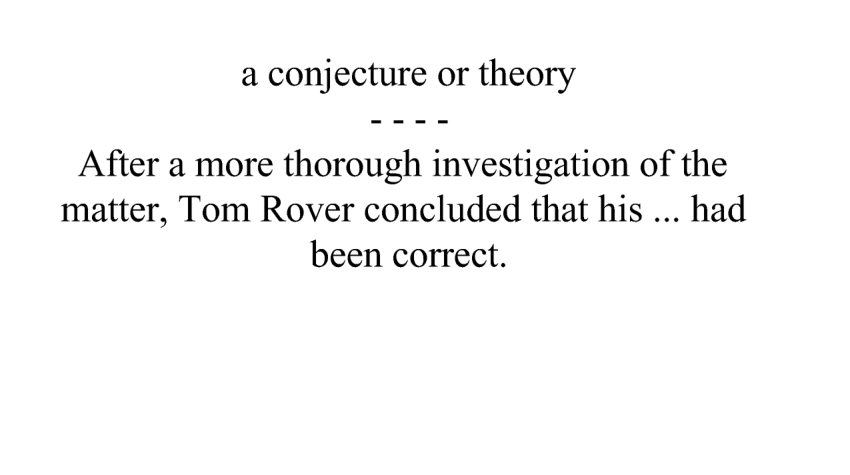 a conjecture or theory
- - - -
After a more thorough investigation of the
matter, Tom Rover concluded that his ... had
been correct.